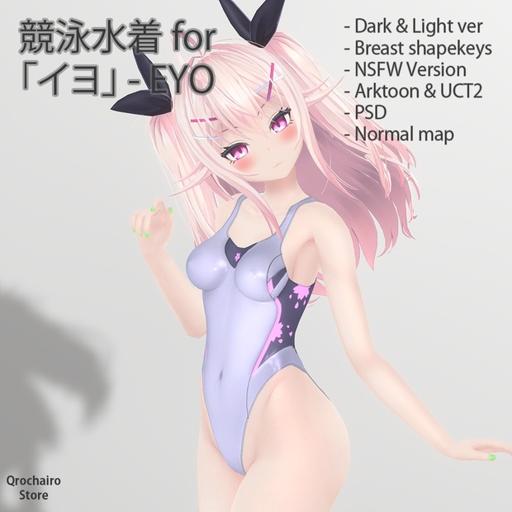 競泳水着 for
「イヨ」- EYO
- Dark & Light ver
- Breast shapekeys
- NSFW Version
- Arktoon & UCT2
- PSD
- Normal map
Qrochairo
Store